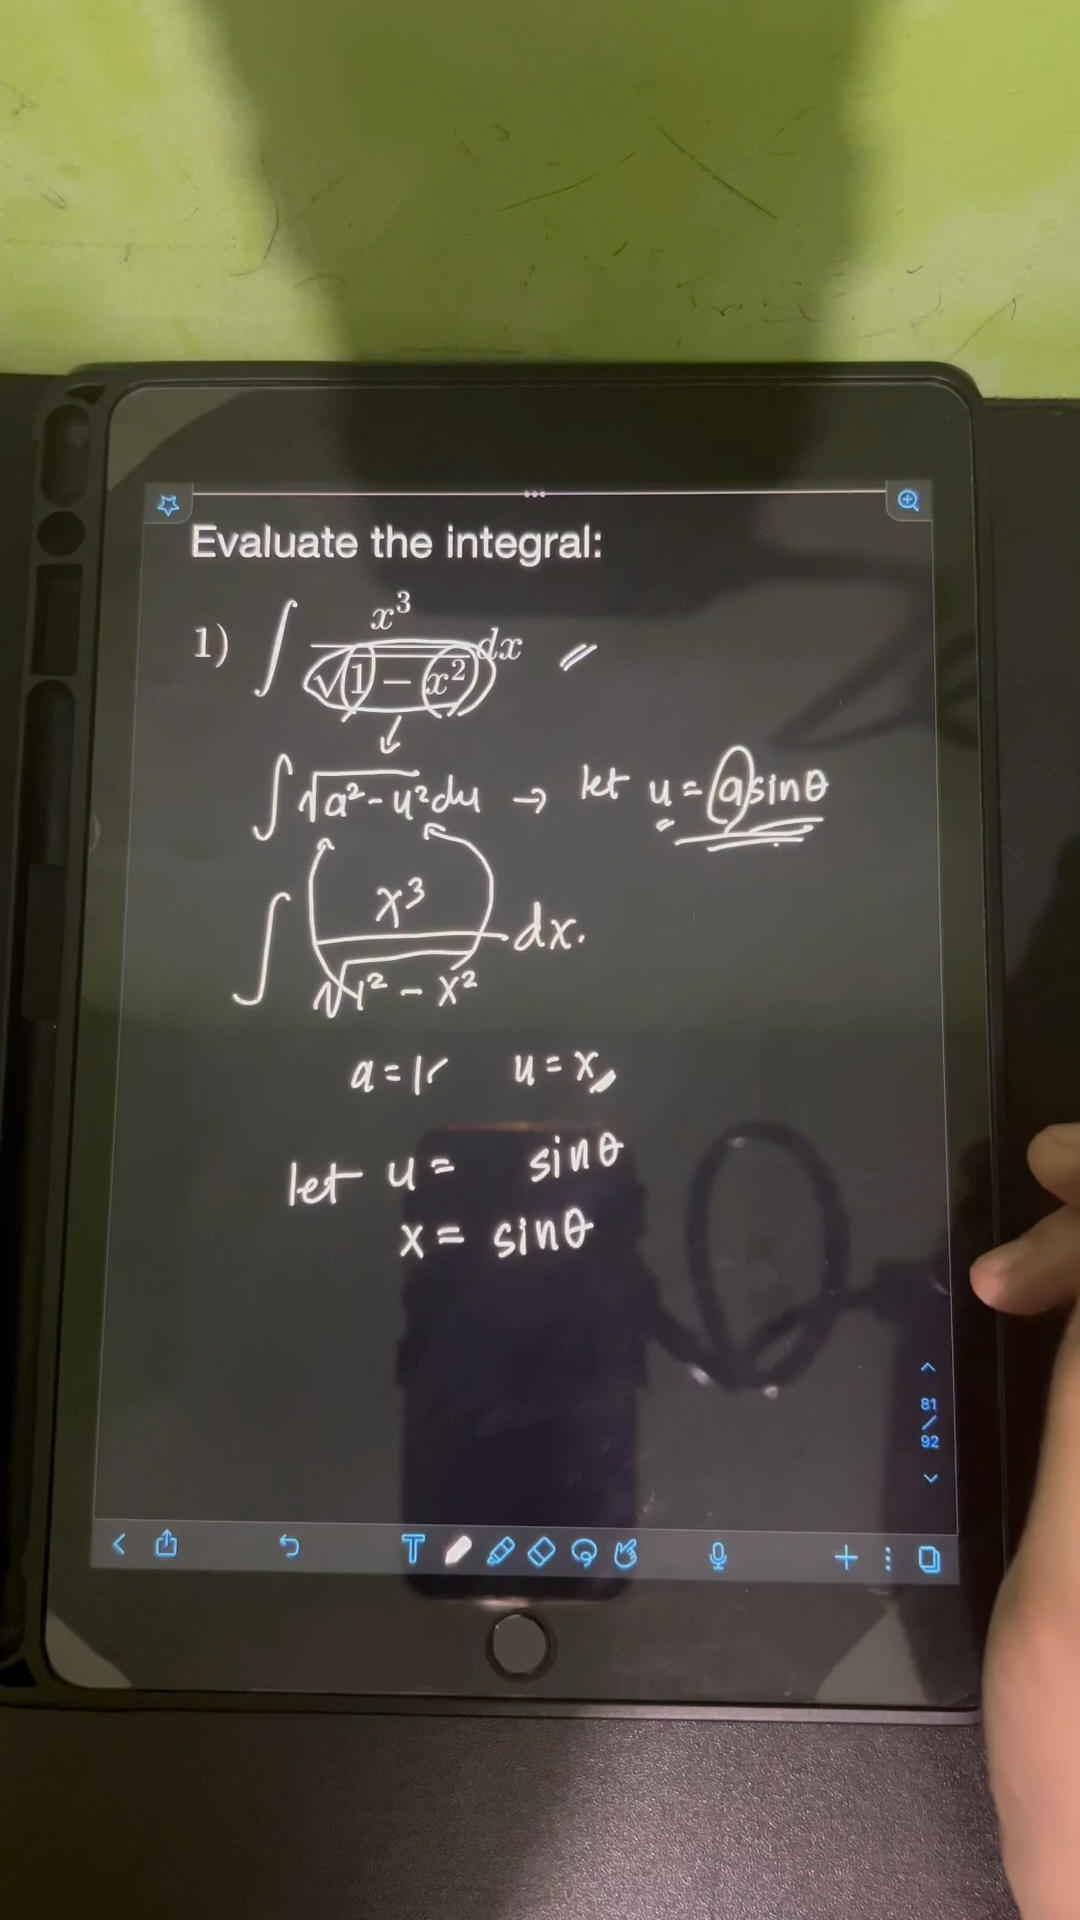 Evaluate the integral:
1) ∫ x³/√(1 − x²) dx
∫ √(a² - u²) du → let u = a sinθ
∫ x³/√(1² - x²) dx.
a = 1 u = x
let u = sinθ
x = sinθ
81
/
92
T